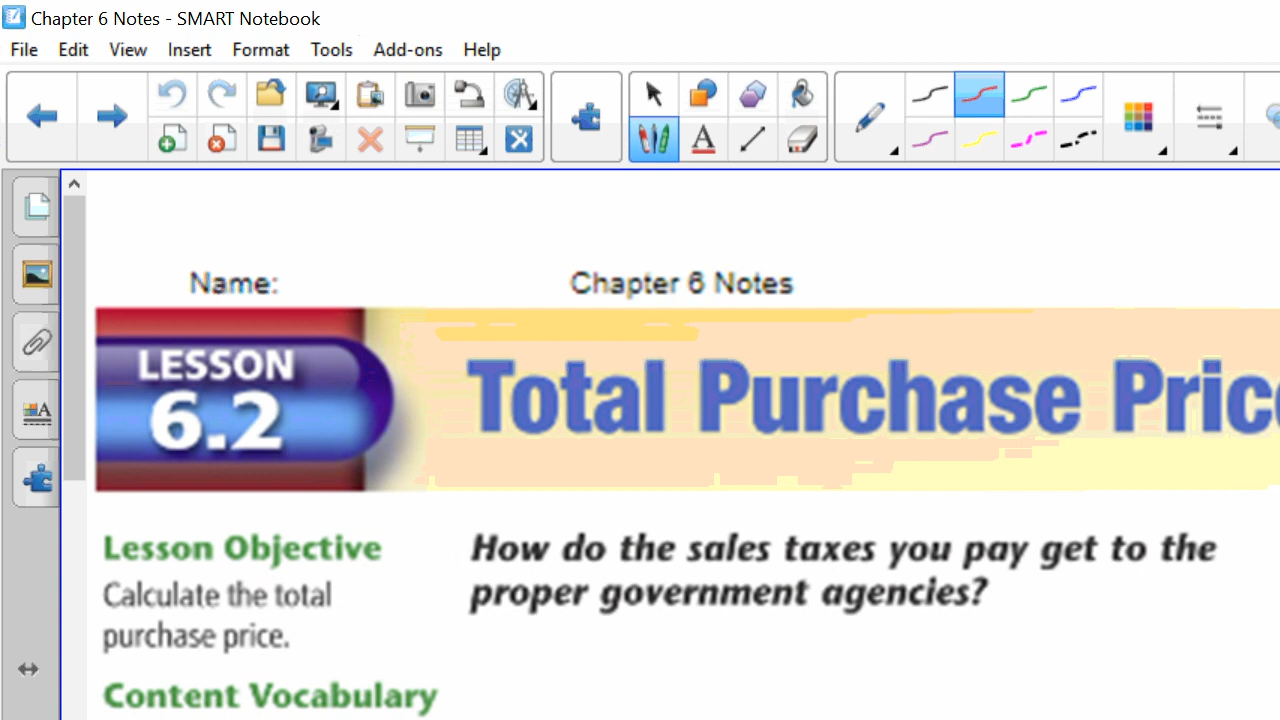 Chapter 6 Notes - SMART Notebook
File Edit View Insert Format Tools Add-ons Help
Name: Chapter 6 Notes
LESSON
6.2
Total Purchase Price
Lesson Objective
Calculate the total
purchase price.
Content Vocabulary
How do the sales taxes you pay get to the
proper government agencies?